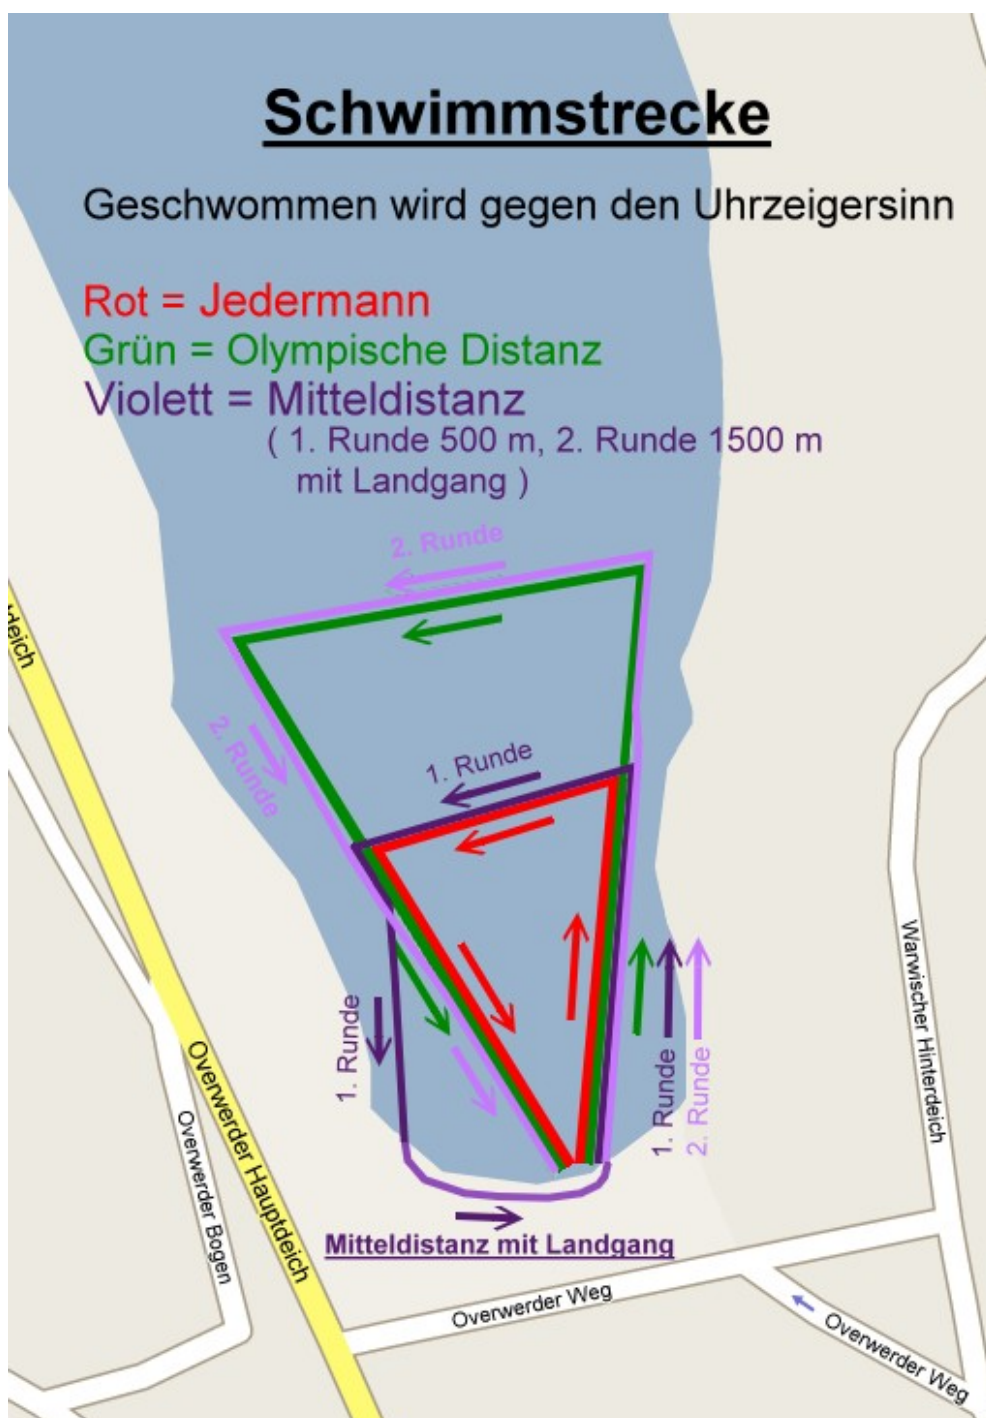 Schwimmstrecke
Geschwommen wird gegen den Uhrzeigersinn
Rot = Jedermann
Grün = Olympische Distanz
Violett = Mitteldistanz
( 1. Runde 500 m, 2. Runde 1500 m
mit Landgang )
2. Runde
2. Runde
1. Runde
1. Runde
1. Runde
2. Runde
Mitteldistanz mit Landgang
deich
Overwerder Hauptdeich
Overwerder Bogen
Warwischer Hinterdeich
Overwerder Weg
Overwerder Weg